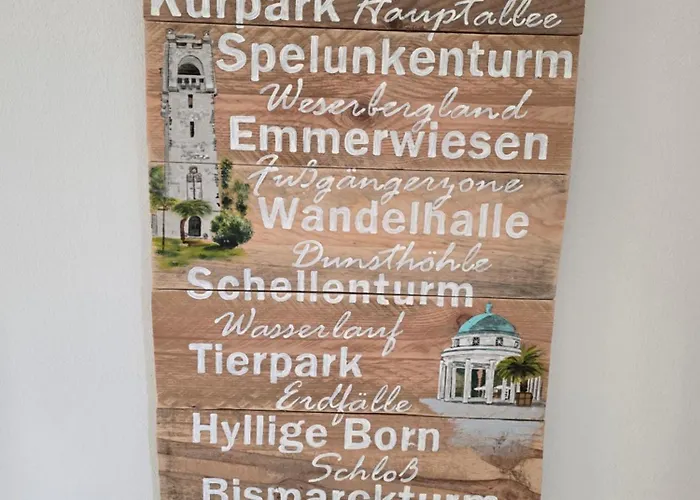 Kurpark Hauptallee
Spelunkenturm
Weserbergland
Emmerwiesen
Fußgängerzone
Wandelhalle
Dunsthöhle
Schellenturm
Wasserlauf
Tierpark
Erdfälle
Hyllige Born
Schloß
Bismarckturm